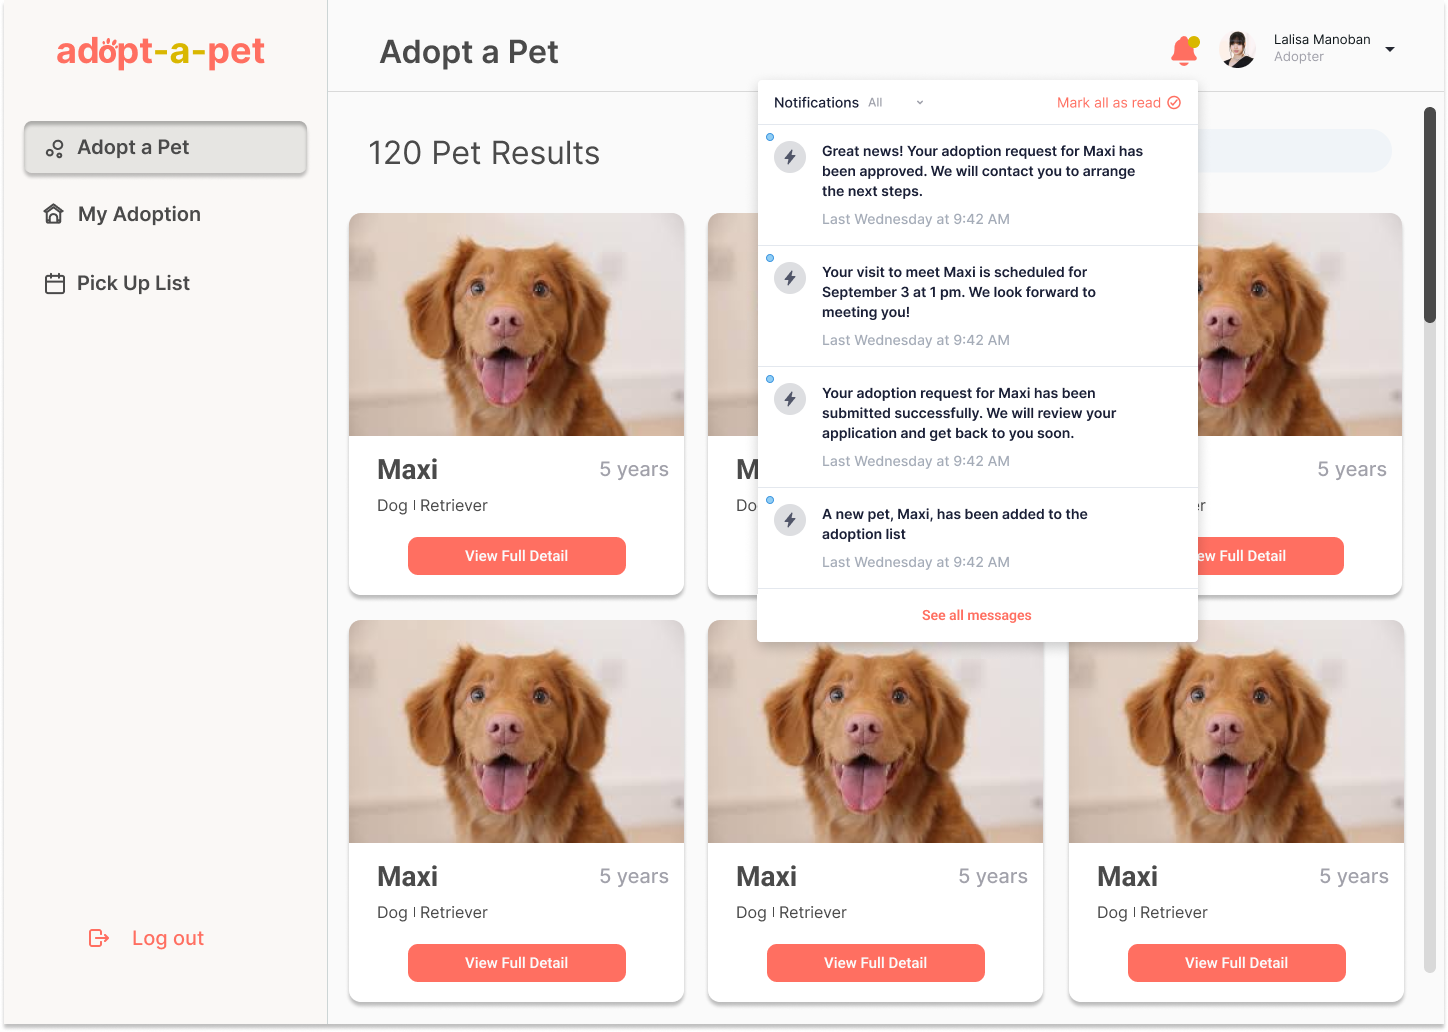 adopt-a-pet
Adopt a Pet
Lalisa Manoban
Adopter
Adopt a Pet
My Adoption
Pick Up List
Log out
120 Pet Results
Notifications All
Mark all as read
Great news! Your adoption request for Maxi has
been approved. We will contact you to arrange
the next steps.
Last Wednesday at 9:42 AM
Your visit to meet Maxi is scheduled for
September 3 at 1 pm. We look forward to
meeting you!
Last Wednesday at 9:42 AM
Your adoption request for Maxi has been
submitted successfully. We will review your
application and get back to you soon.
Last Wednesday at 9:42 AM
A new pet, Maxi, has been added to the
adoption list
Last Wednesday at 9:42 AM
See all messages
Maxi 5 years
Dog | Retriever
View Full Detail
5 years
Full Detail
Maxi 5 years
Dog | Retriever
View Full Detail
Maxi 5 years
Dog | Retriever
View Full Detail
Maxi 5 years
Dog | Retriever
View Full Detail